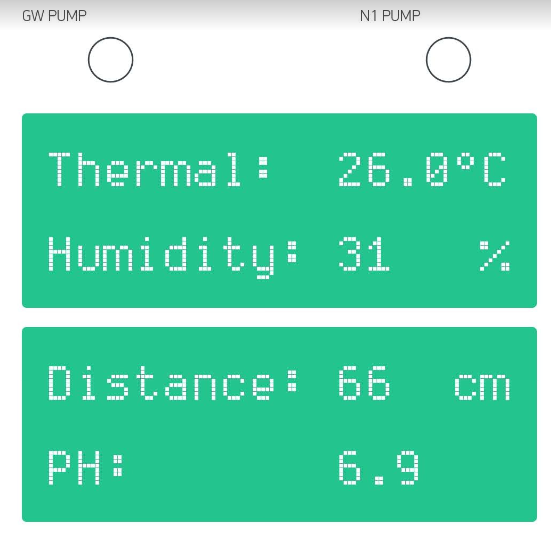 GW PUMP N1 PUMP
Thermal: 26.0°C
Humidity: 31 %
Distance: 66 cm
PH: 6.9